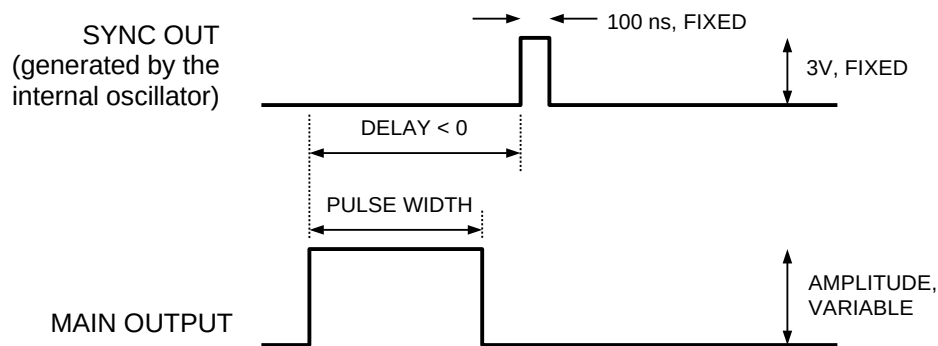 SYNC OUT
(generated by the
internal oscillator)
100 ns, FIXED
3V, FIXED
DELAY < 0
PULSE WIDTH
MAIN OUTPUT
AMPLITUDE,
VARIABLE